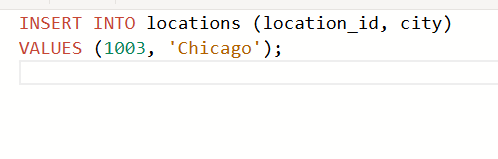 INSERT INTO locations (location_id, city)
VALUES (1003, 'Chicago');